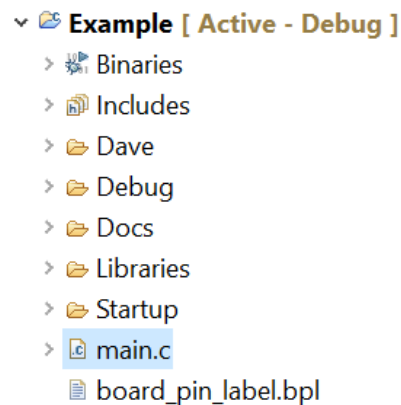 Example [ Active - Debug ]
Binaries
Includes
Dave
Debug
Docs
Libraries
Startup
main.c
board_pin_label.bpl